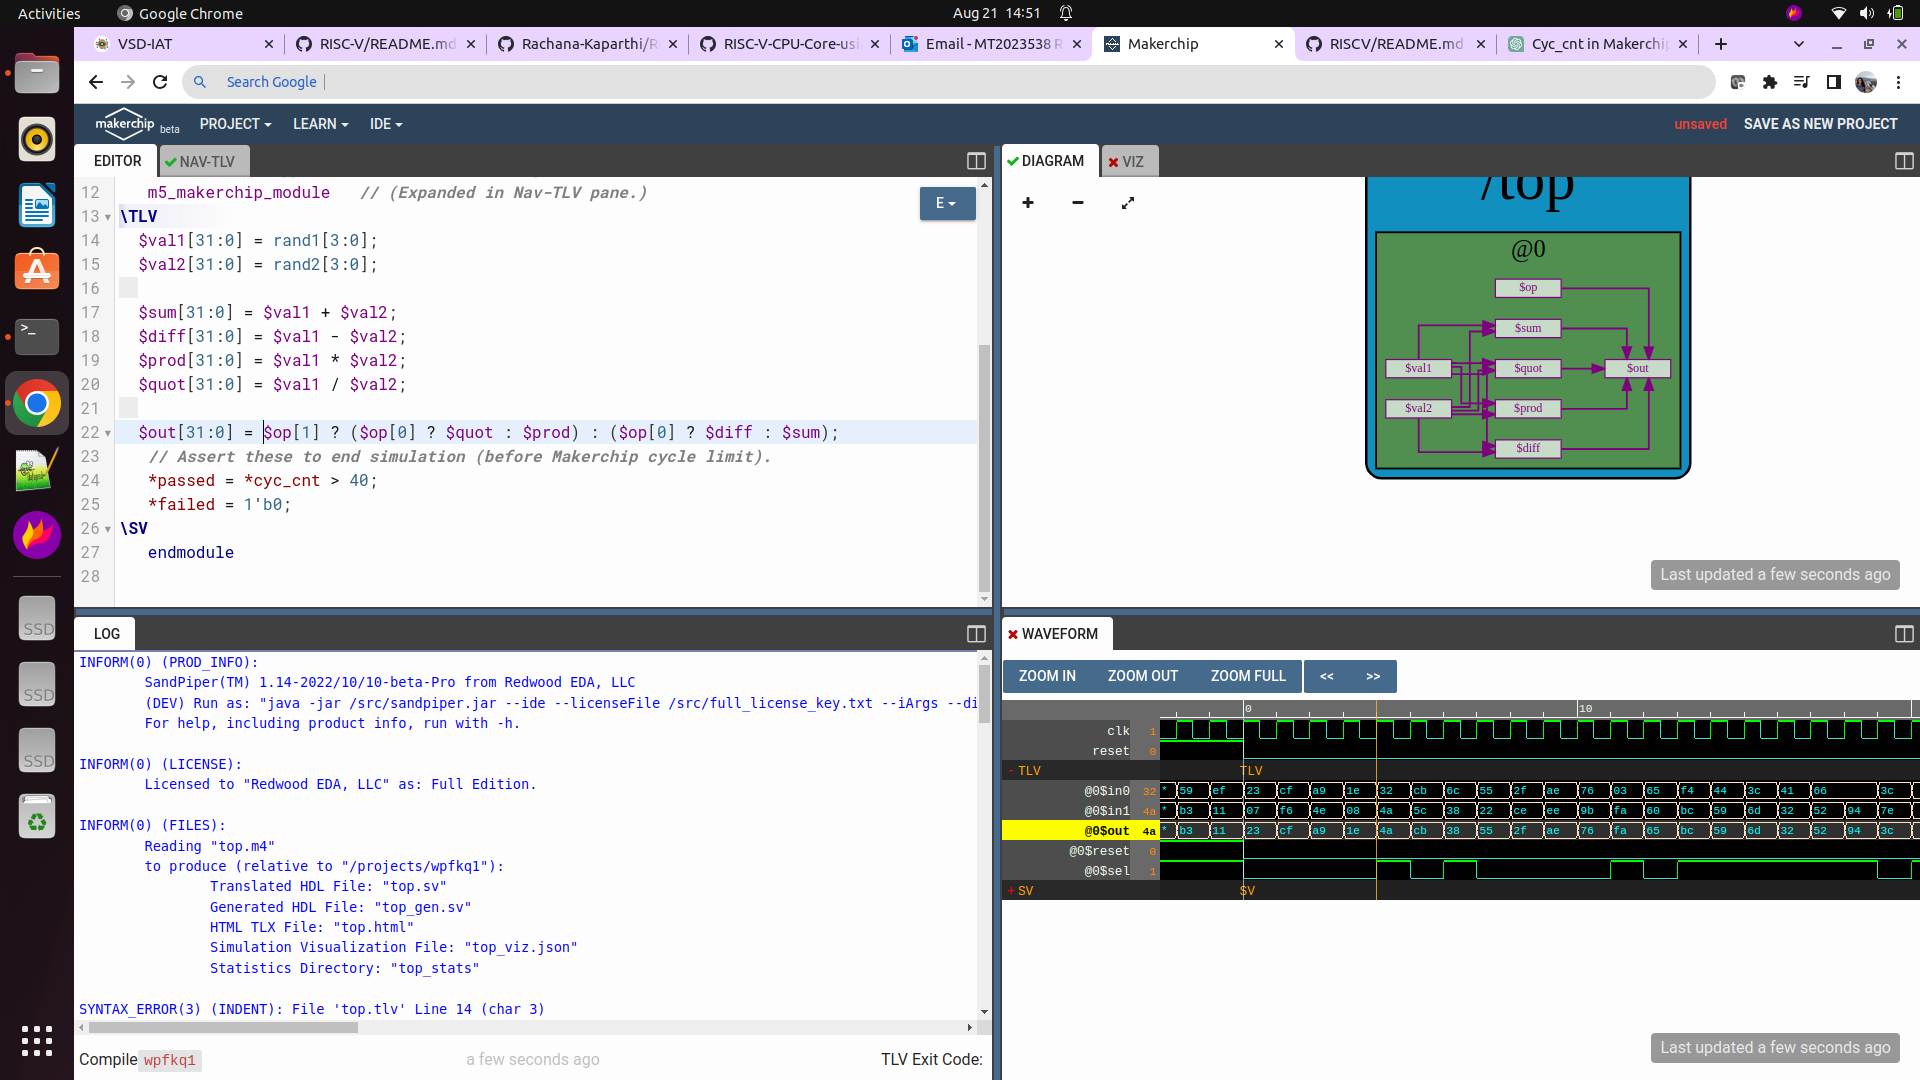 Activities
Google Chrome
Aug 21 14:51
VSD-IAT
RISC-V/README.md
Rachana-Kaparthi/R
RISC-V-CPU-Core-usi
Email - MT2023538 R
Makerchip
RISCV/README.md
Cyc_cnt in Makerchip
Search Google
makerchip beta
PROJECT
LEARN
IDE
unsaved
SAVE AS NEW PROJECT
EDITOR
NAV-TLV
E
12 m5_makerchip_module // (Expanded in Nav-TLV pane.)
13 \TLV
14 $val1[31:0] = rand1[3:0];
15 $val2[31:0] = rand2[3:0];
16
17 $sum[31:0] = $val1 + $val2;
18 $diff[31:0] = $val1 - $val2;
19 $prod[31:0] = $val1 * $val2;
20 $quot[31:0] = $val1 / $val2;
21
22 $out[31:0] = $op[1] ? ($op[0] ? $quot : $prod) : ($op[0] ? $diff : $sum);
23 // Assert these to end simulation (before Makerchip cycle limit).
24 *passed = *cyc_cnt > 40;
25 *failed = 1'b0;
26 \SV
27 endmodule
28
DIAGRAM
VIZ
/top
@0
$op
$sum
$val1
$quot
$out
$val2
$prod
$diff
Last updated a few seconds ago
LOG
INFORM(0) (PROD_INFO):
SandPiper(TM) 1.14-2022/10/10-beta-Pro from Redwood EDA, LLC
(DEV) Run as: "java -jar /src/sandpiper.jar --ide --licenseFile /src/full_license_key.txt --iArgs --di
For help, including product info, run with -h.
INFORM(0) (LICENSE):
Licensed to "Redwood EDA, LLC" as: Full Edition.
INFORM(0) (FILES):
Reading "top.m4"
to produce (relative to "/projects/wpfkq1"):
Translated HDL File: "top.sv"
Generated HDL File: "top_gen.sv"
HTML TLX File: "top.html"
Simulation Visualization File: "top_viz.json"
Statistics Directory: "top_stats"
SYNTAX_ERROR(3) (INDENT): File 'top.tlv' Line 14 (char 3)
Compile wpfkq1
a few seconds ago
TLV Exit Code:
WAVEFORM
ZOOM IN
ZOOM OUT
ZOOM FULL
<<
>>
0 10
clk 1
reset 0
- TLV TLV
@0$in0 32 * 59 ef 23 cf a9 1e 32 cb 6c 55 2f ae 76 03 65 f4 44 3c 41 66 3c
@0$in1 4a * b3 11 07 f6 4e 08 4a 5c 38 22 ce ee 9b fa 60 bc 59 6d 32 52 94 7e
@0$out 4a * b3 11 23 cf a9 1e 4a cb 38 55 2f ae 76 fa 65 bc 59 6d 32 52 94 3c
@0$reset 0
@0$sel 1
+ SV SV
Last updated a few seconds ago
SSD
SSD
SSD